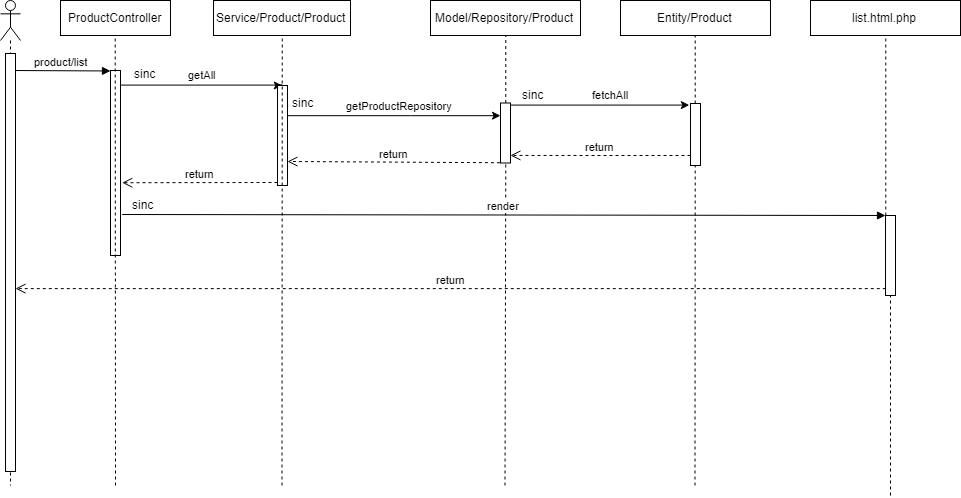 ProductController
Service/Product/Product
Model/Repository/Product
Entity/Product
list.html.php
product/list
sinc
getAll
sinc
getProductRepository
sinc
fetchAll
return
return
return
sinc
render
return